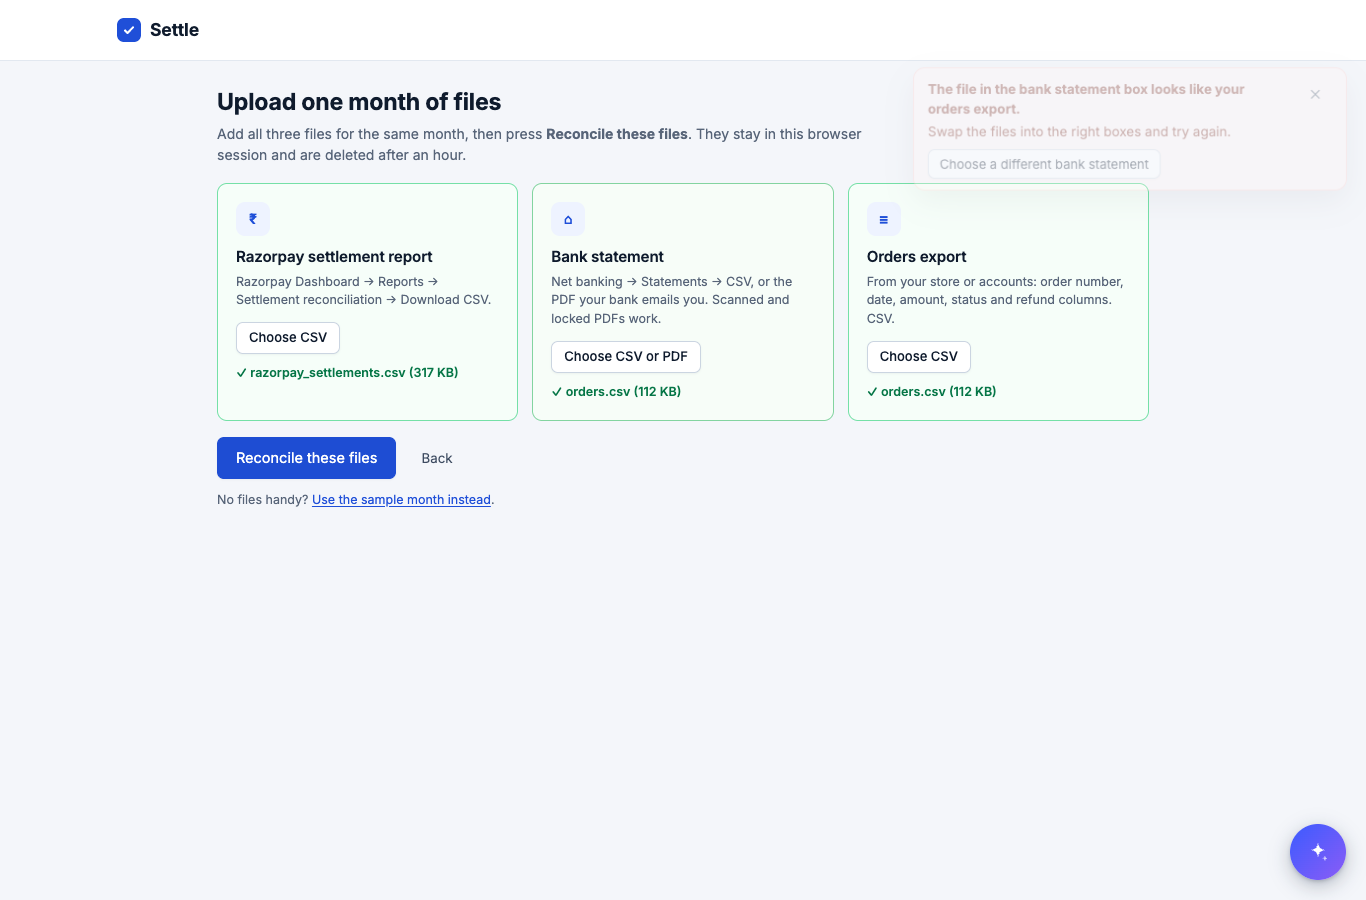 Settle
Upload one month of files
Add all three files for the same month, then press Reconcile these files. They stay in this browser
session and are deleted after an hour.
The file in the bank statement box looks like your
orders export.
Swap the files into the right boxes and try again.
Choose a different bank statement
₹
Razorpay settlement report
Razorpay Dashboard → Reports →
Settlement reconciliation → Download CSV.
Choose CSV
✓ razorpay_settlements.csv (317 KB)
Bank statement
Net banking → Statements → CSV, or the
PDF your bank emails you. Scanned and
locked PDFs work.
Choose CSV or PDF
✓ orders.csv (112 KB)
Orders export
From your store or accounts: order number,
date, amount, status and refund columns.
CSV.
Choose CSV
✓ orders.csv (112 KB)
Reconcile these files
Back
No files handy? Use the sample month instead.